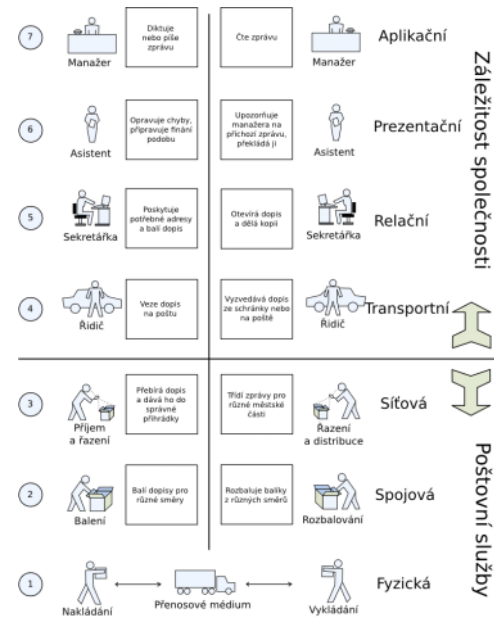 7
Manažer
Diktuje
nebo píše
zprávu
Čte zprávu
Manažer
Aplikační
6
Asistent
Opravuje chyby,
připravuje finání
podobu
Upozorňuje
manažera na
příchozí zprávu,
překládá ji
Asistent
Prezentační
5
Sekretářka
Poskytuje
potřebné adresy
a balí dopis
Otevírá dopis
a dělá kopii
Sekretářka
Relační
4
Řidič
Veze dopis
na poštu
Vyzvedává dopis
ze schránky nebo
na poště
Řidič
Transportní
Záležitost společnosti
3
Příjem
a řazení
Přebírá dopis
a dává ho do
správné
přihrádky
Třídí zprávy pro
různé městské
části
Řazení
a distribuce
Síťová
2
Balení
Balí dopisy pro
různé směry
Rozbaluje balíky
z různých směrů
Rozbalování
Spojová
1
Nakládání
Přenosové médium
Vykládání
Fyzická
Poštovní služby